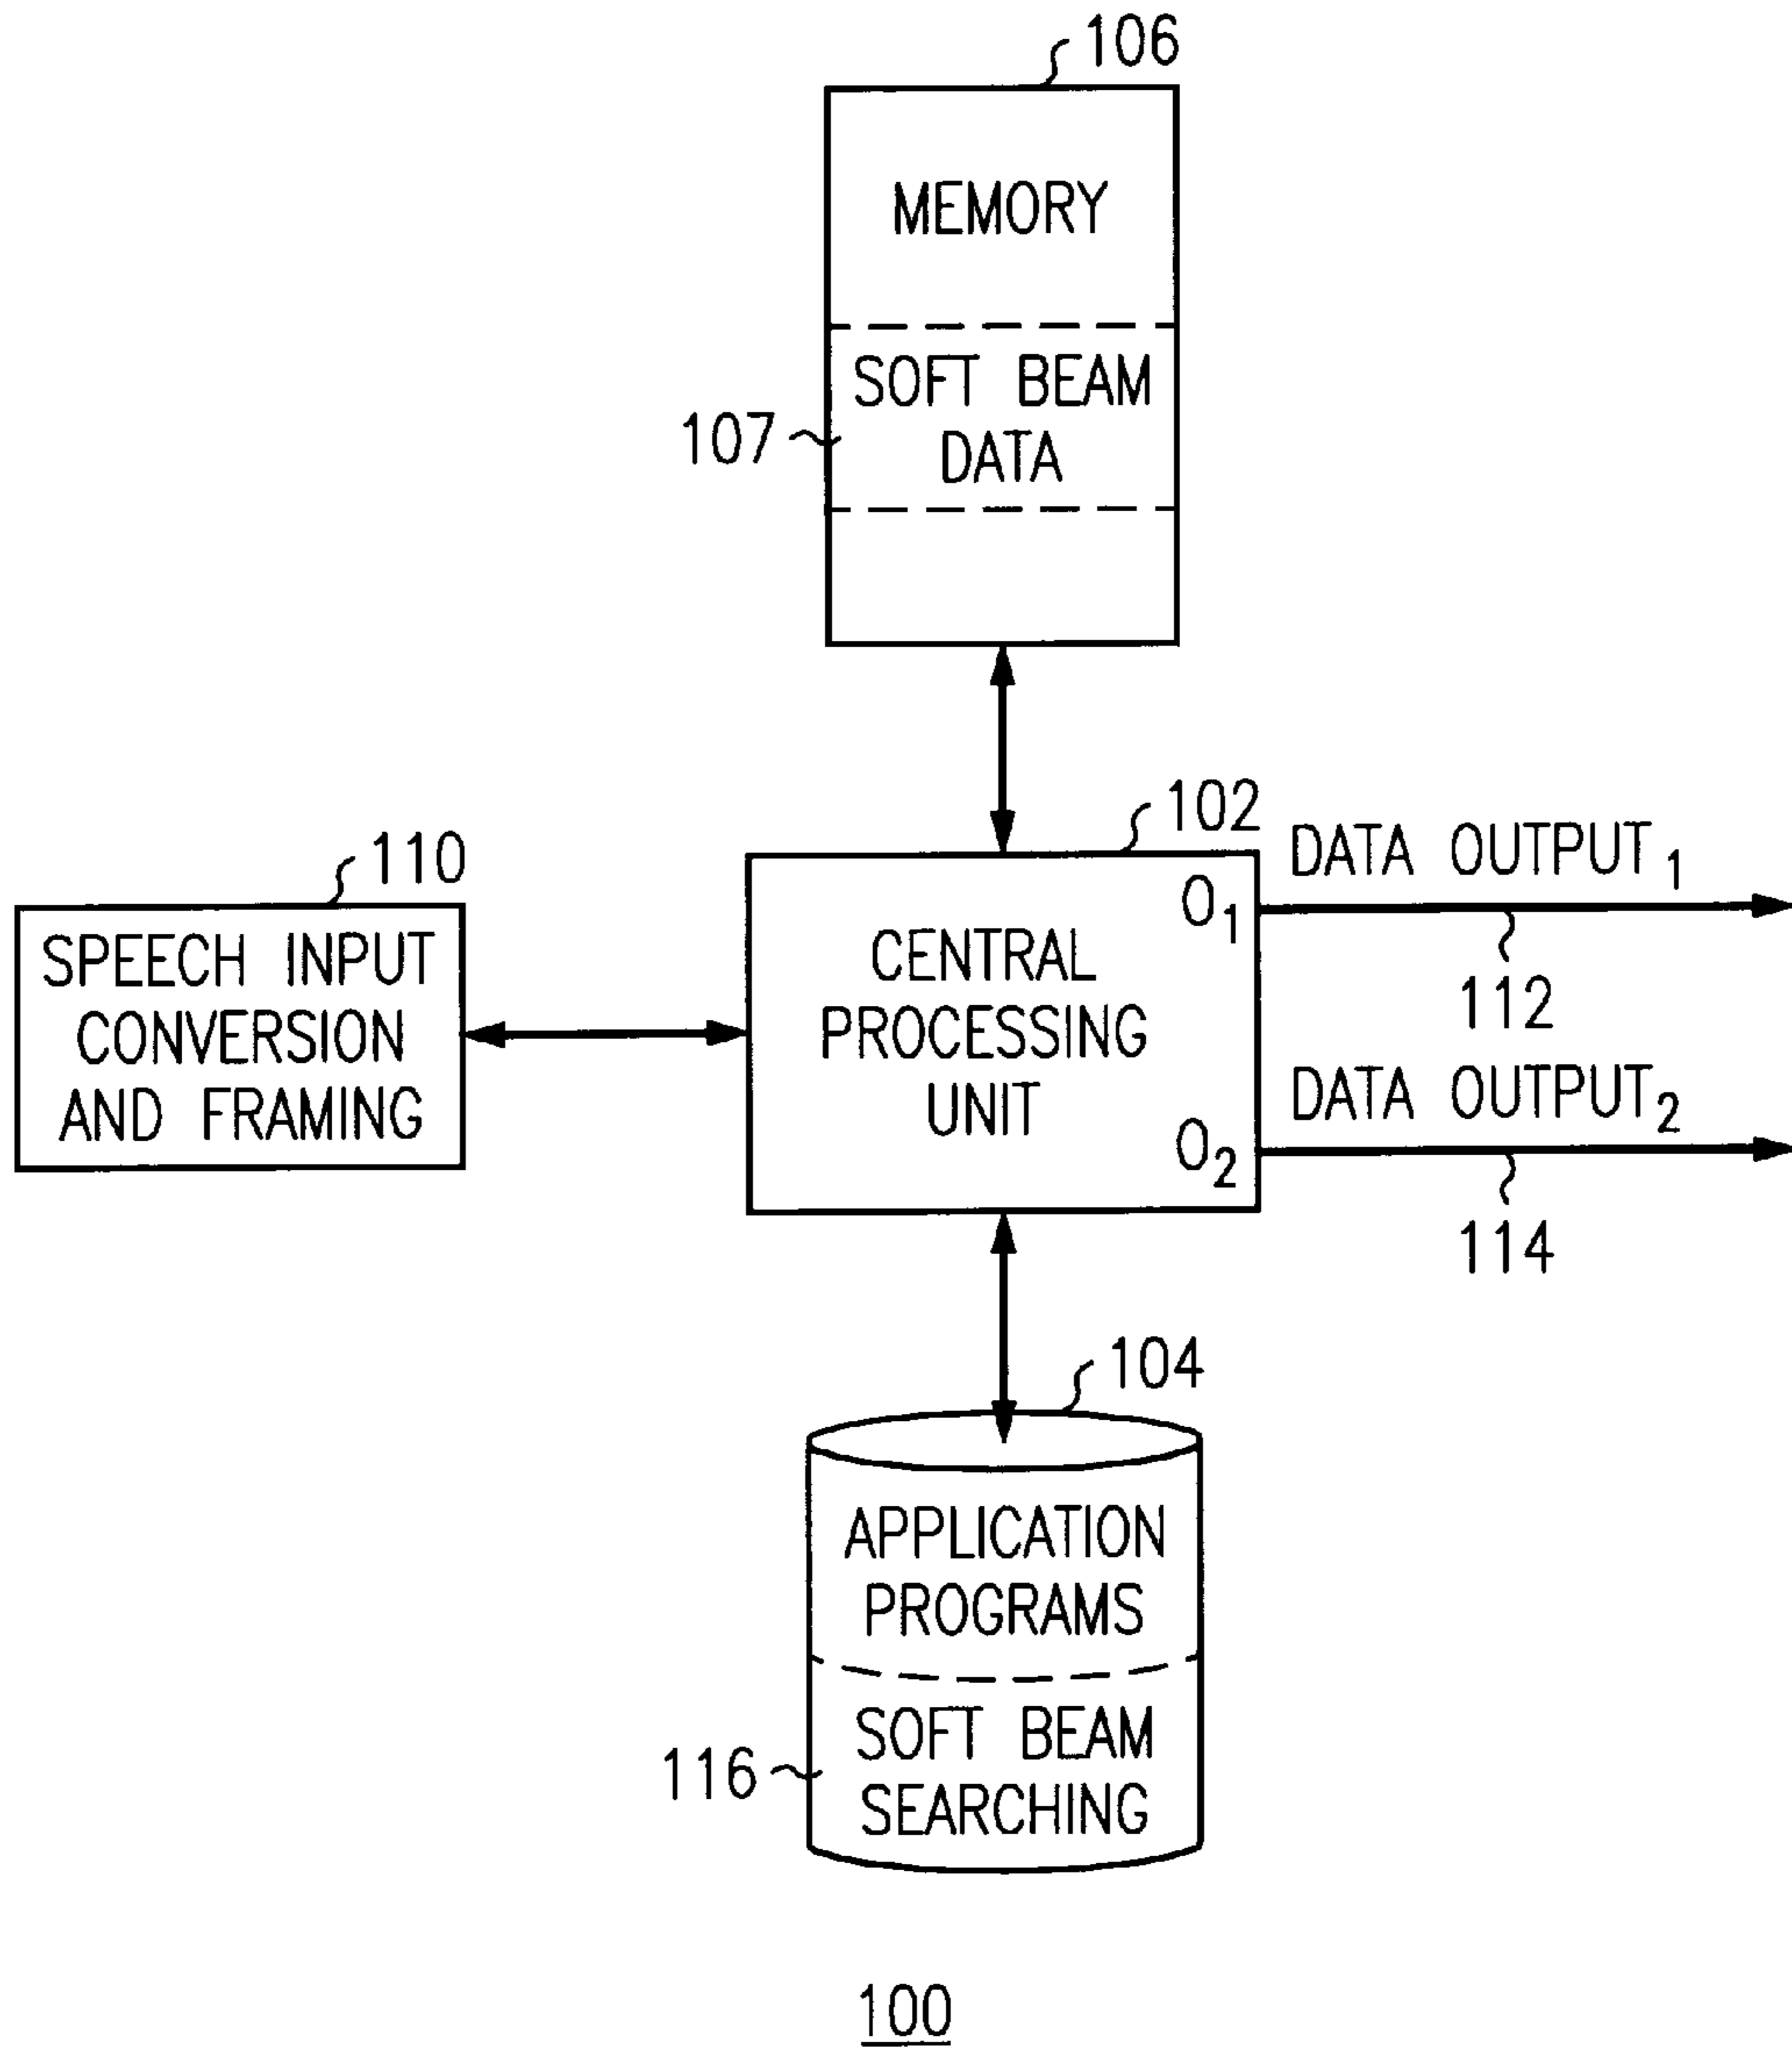 106
MEMORY
SOFT BEAM
DATA
107
102
110
DATA OUTPUT1
O1
SPEECH INPUT
CONVERSION
AND FRAMING
CENTRAL
PROCESSING
UNIT
112
DATA OUTPUT2
O2
114
104
APPLICATION
PROGRAMS
SOFT BEAM
SEARCHING
116
100